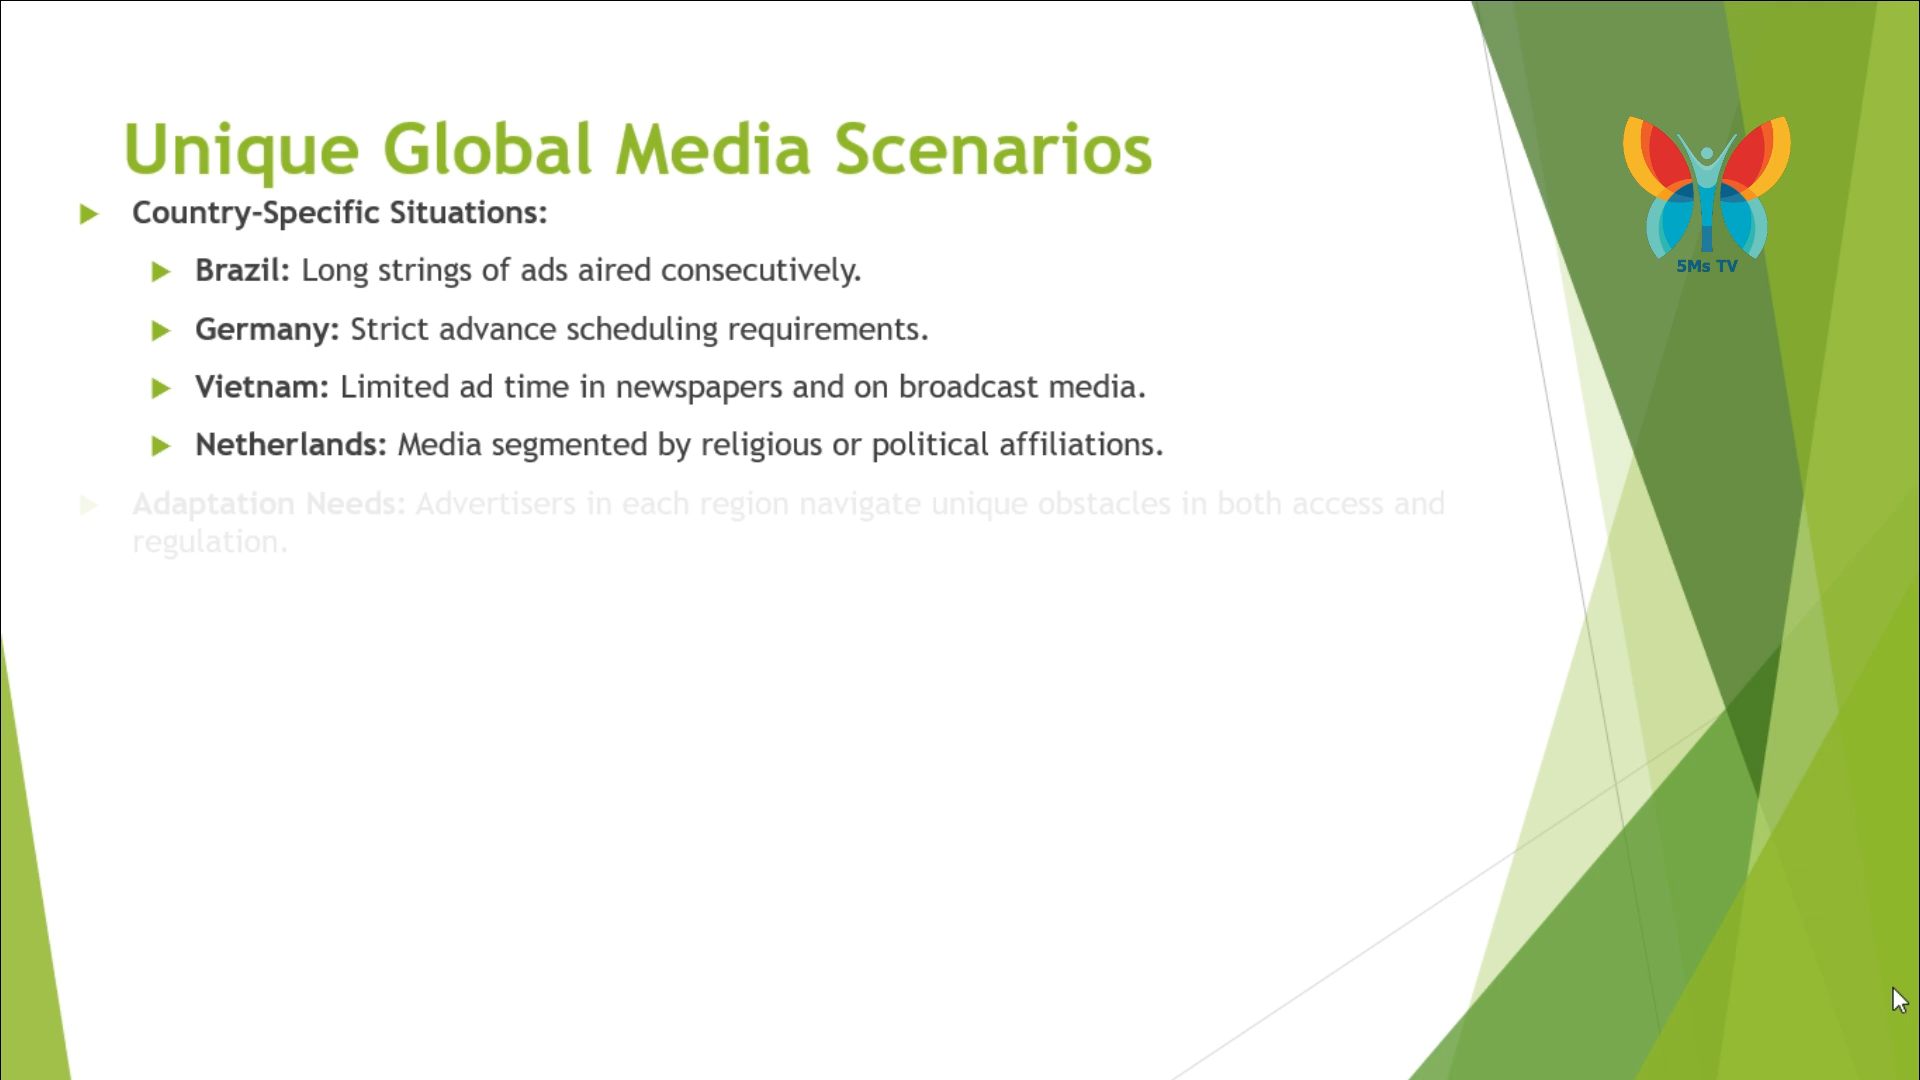 Unique Global Media Scenarios
5Ms TV
Country-Specific Situations:
Brazil: Long strings of ads aired consecutively.
Germany: Strict advance scheduling requirements.
Vietnam: Limited ad time in newspapers and on broadcast media.
Netherlands: Media segmented by religious or political affiliations.
Adaptation Needs: Advertisers in each region navigate unique obstacles in both access and
regulation.